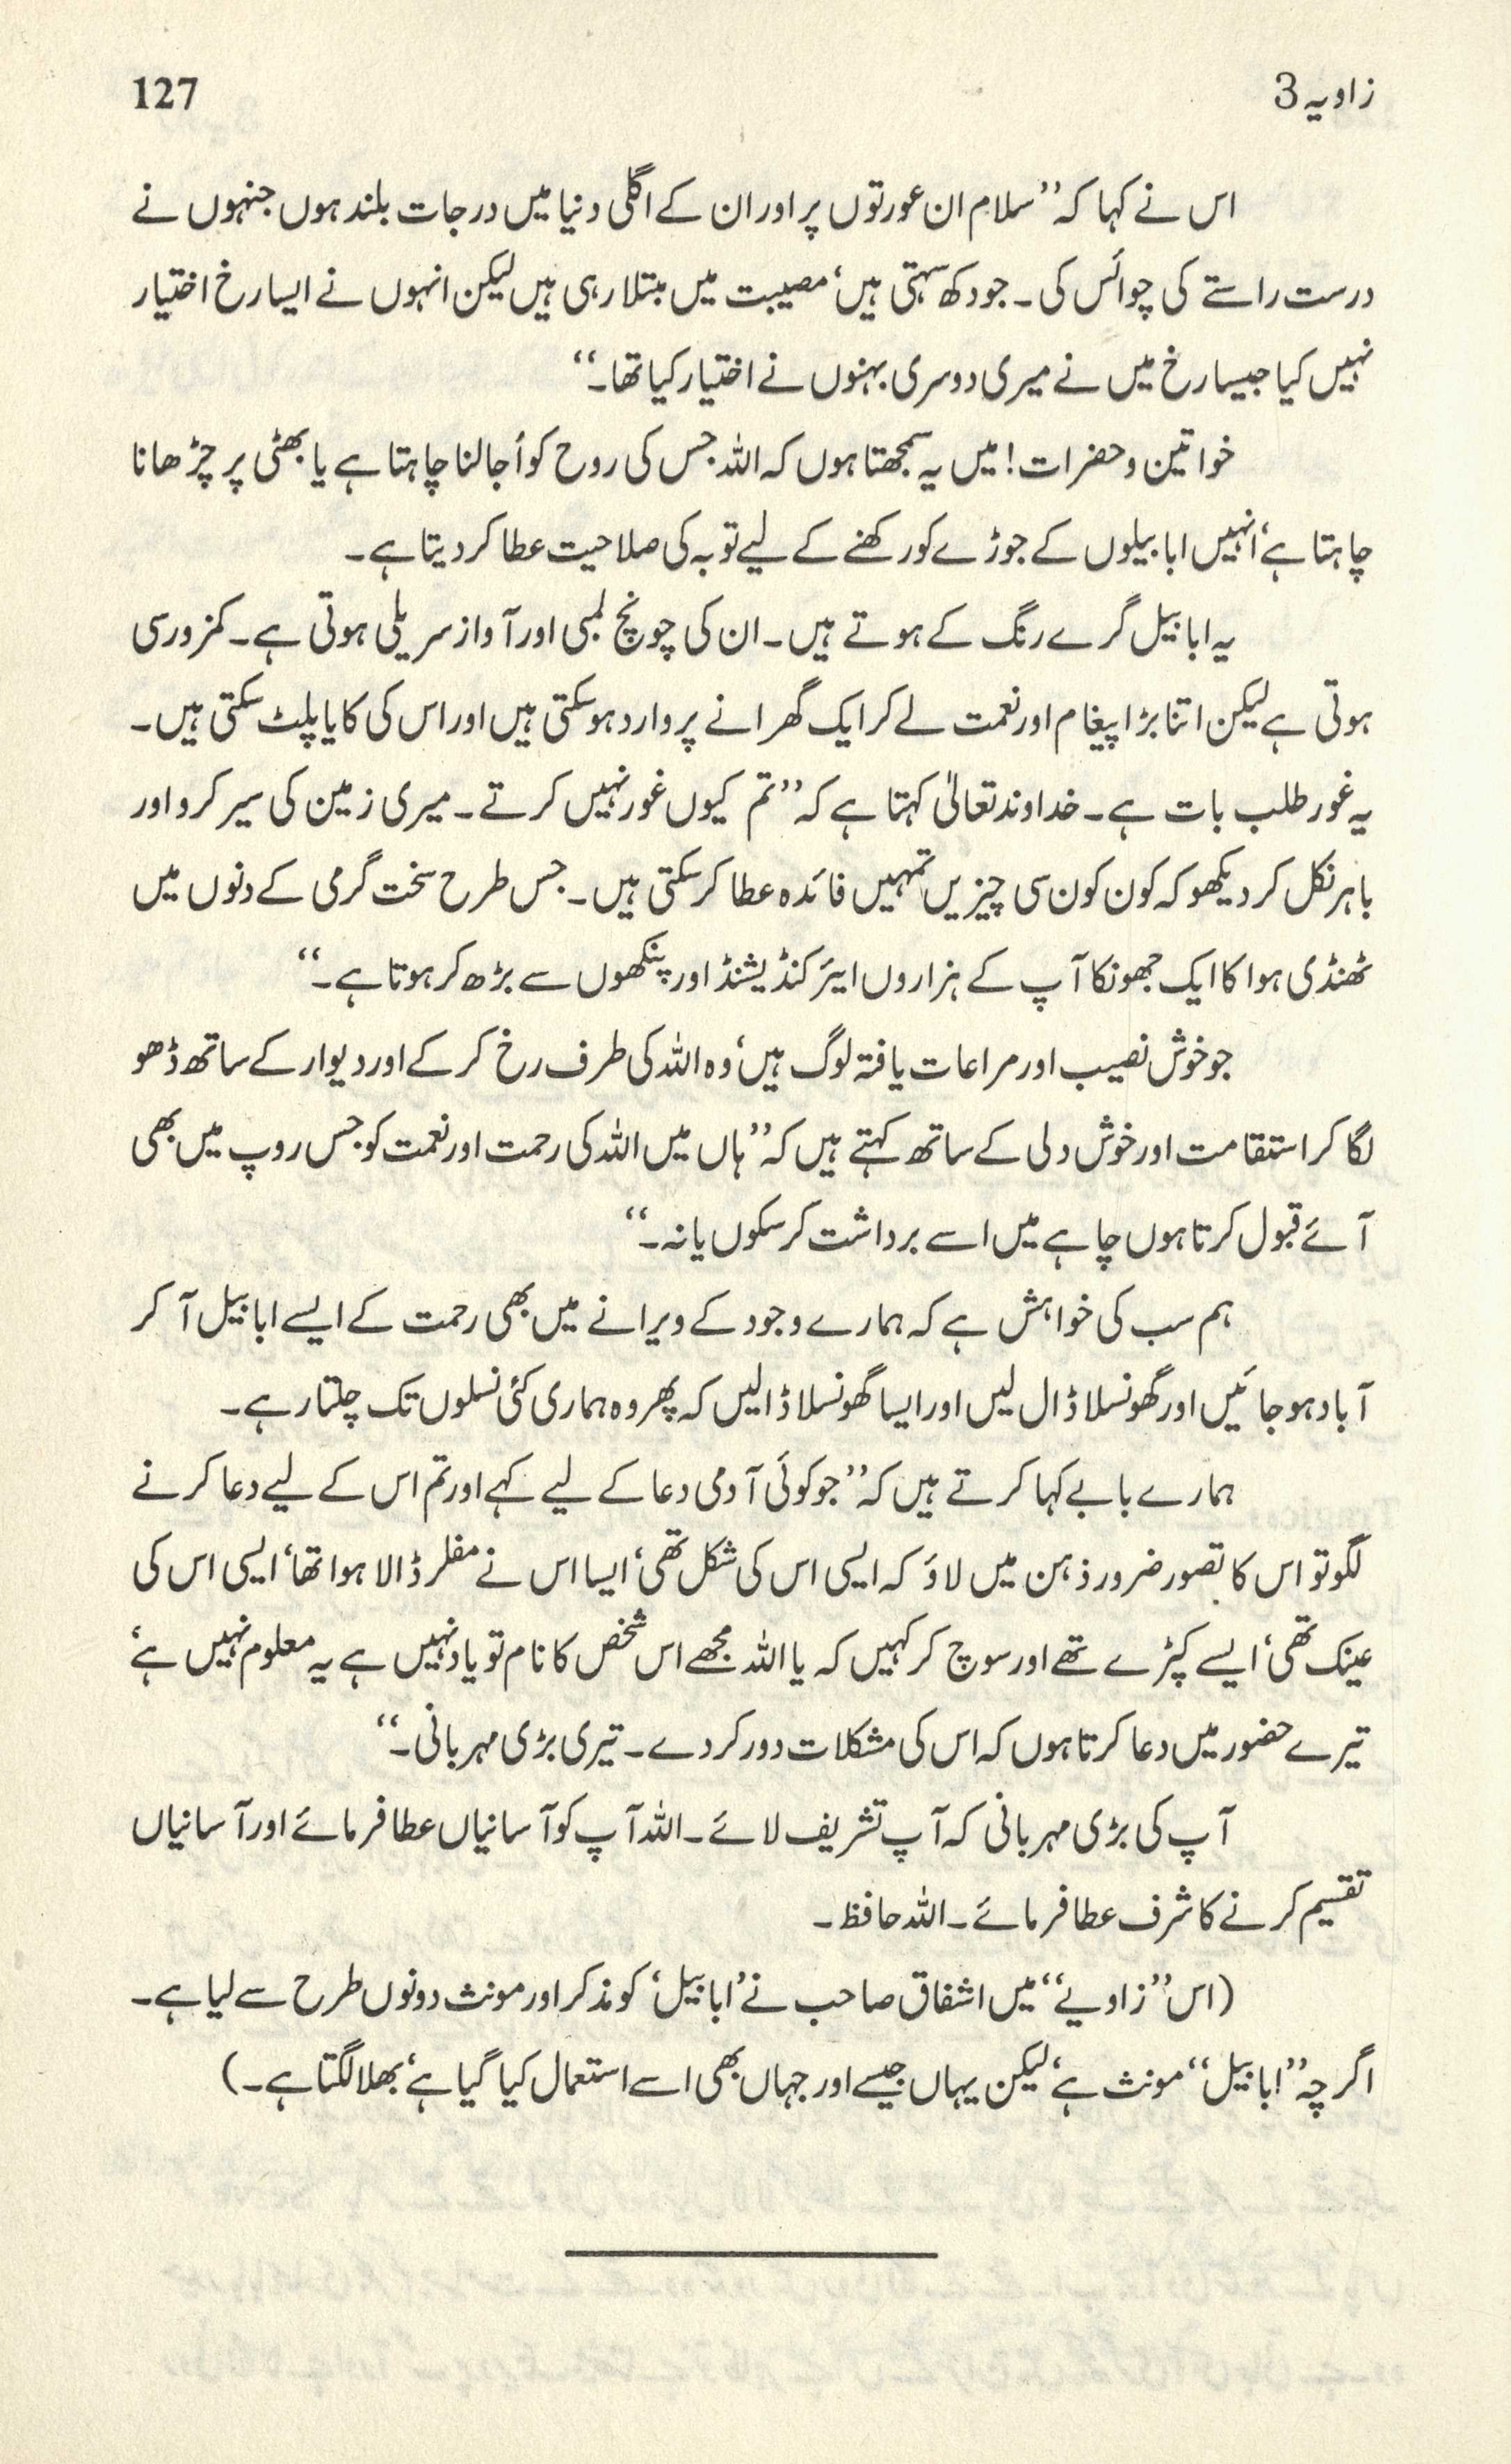 زاویہ 3
127
اس نے کہا کہ ’’سلام ان عورتوں پر اور ان کے اگلی دنیا میں درجات بلند ہوں جنہوں نے
درست راستے کی چوائس کی۔ جو دکھ سہتی ہیں‘ مصیبت میں مبتلا رہی ہیں لیکن انہوں نے ایسا رخ اختیار
نہیں کیا جیسا رخ میں نے میری دوسری بہنوں نے اختیار کیا تھا۔‘‘
خواتین و حضرات! میں یہ سمجھتا ہوں کہ اللہ جس کی روح کو اُجالنا چاہتا ہے یا بھٹی پر چڑھانا
چاہتا ہے‘ اُنہیں ابابیلوں کے جوڑے کو رکھنے کے لیے توبہ کی صلاحیت عطا کر دیتا ہے۔
یہ ابابیل گرے رنگ کے ہوتے ہیں۔ ان کی چونچ لمبی اور آواز سریلی ہوتی ہے۔ کمزور سی
ہوتی ہے لیکن اتنا بڑا پیغام اور نعمت لے کر ایک گھرانے پر وارد ہو سکتی ہیں اور اس کی کایا پلٹ سکتی ہیں۔
یہ غور طلب بات ہے۔ خداوند تعالیٰ کہتا ہے کہ ’’تم کیوں غور نہیں کرتے۔ میری زمین کی سیر کرو اور
باہر نکل کر دیکھو کہ کون کون سی چیزیں تمہیں فائدہ عطا کر سکتی ہیں۔ جس طرح سخت گرمی کے دنوں میں
ٹھنڈی ہوا کا ایک جھونکا آپ کے ہزاروں ایئرکنڈیشنڈ اور پنکھوں سے بڑھ کر ہوتا ہے۔‘‘
جو خوش نصیب اور مراعات یافتہ لوگ ہیں‘ وہ اللہ کی طرف رخ کر کے اور دیوار کے ساتھ ڈھو
لگا کر استقامت اور خوش دلی کے ساتھ کہتے ہیں کہ ’’ہاں میں اللہ کی رحمت اور نعمت کو جس روپ میں بھی
آئے قبول کرتا ہوں چاہے میں اسے برداشت کر سکوں یا نہ۔‘‘
ہم سب کی خواہش ہے کہ ہمارے وجود کے ویرانے میں بھی رحمت کے ایسے ابابیل آ کر
آباد ہو جائیں اور گھونسلا ڈال لیں اور ایسا گھونسلا ڈالیں کہ پھر وہ ہماری کئی نسلوں تک چلتا رہے۔
ہمارے بابے کہا کرتے ہیں کہ ’’جو کوئی آدمی دعا کے لیے کہے اور تم اس کے لیے دعا کرنے
لگو تو اس کا تصور ضرور ذہن میں لاؤ کہ ایسی اس کی شکل تھی‘ ایسا اس نے مفلر ڈالا ہوا تھا‘ ایسی اس کی
عینک تھی‘ ایسے کپڑے تھے اور سوچ کر کہیں کہ یا اللہ مجھے اس شخص کا نام تو یاد نہیں ہے یہ معلوم نہیں ہے‘
تیرے حضور میں دعا کرتا ہوں کہ اس کی مشکلات دور کر دے۔ تیری بڑی مہربانی۔‘‘
آپ کی بڑی مہربانی کہ آپ تشریف لائے۔ اللہ آپ کو آسانیاں عطا فرمائے اور آسانیاں
تقسیم کرنے کا شرف عطا فرمائے۔ اللہ حافظ۔
(اس ’’زاویے‘‘ میں اشفاق صاحب نے ’ابابیل‘ کو مذکر اور مونث دونوں طرح سے لیا ہے۔
اگرچہ ’’ابابیل‘‘ مونث ہے‘ لیکن یہاں جیسے اور جہاں بھی اسے استعمال کیا گیا ہے‘ بھلا لگتا ہے۔)